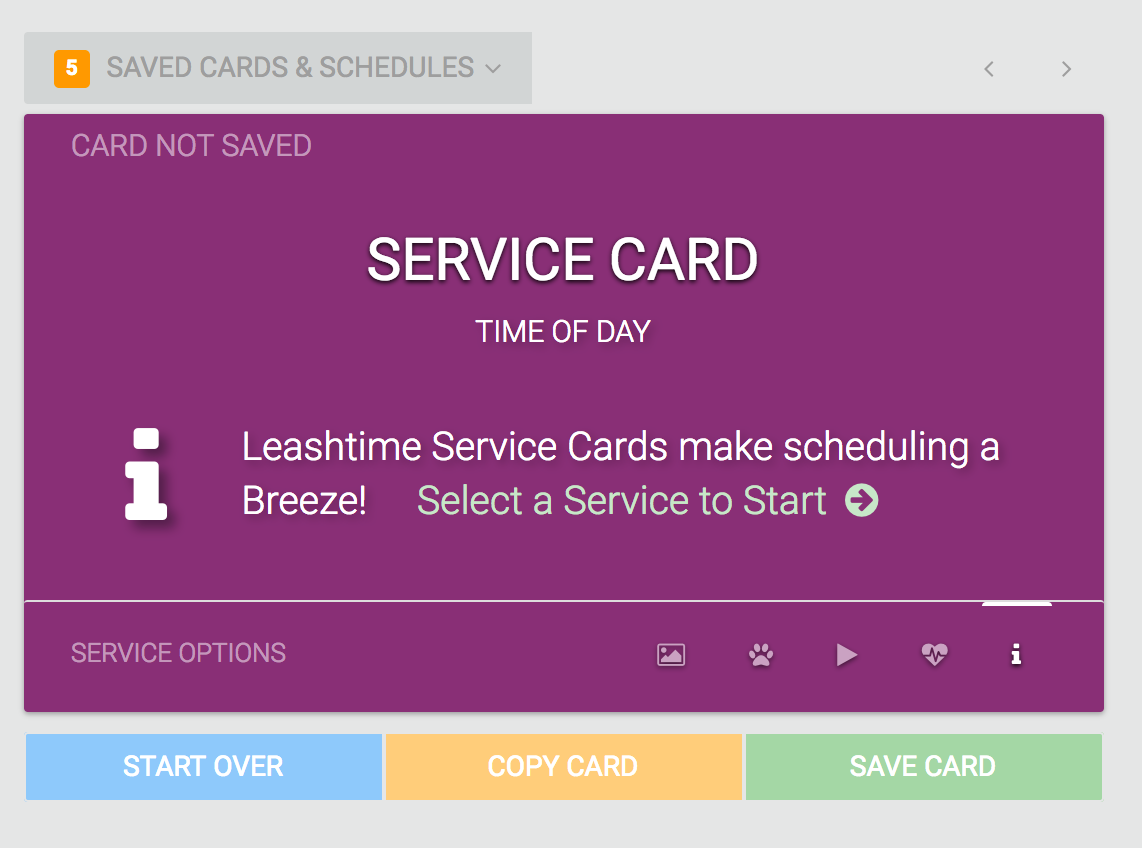 5 SAVED CARDS & SCHEDULES
CARD NOT SAVED
SERVICE CARD
TIME OF DAY
Leashtime Service Cards make scheduling a
Breeze! Select a Service to Start
SERVICE OPTIONS
START OVER
COPY CARD
SAVE CARD